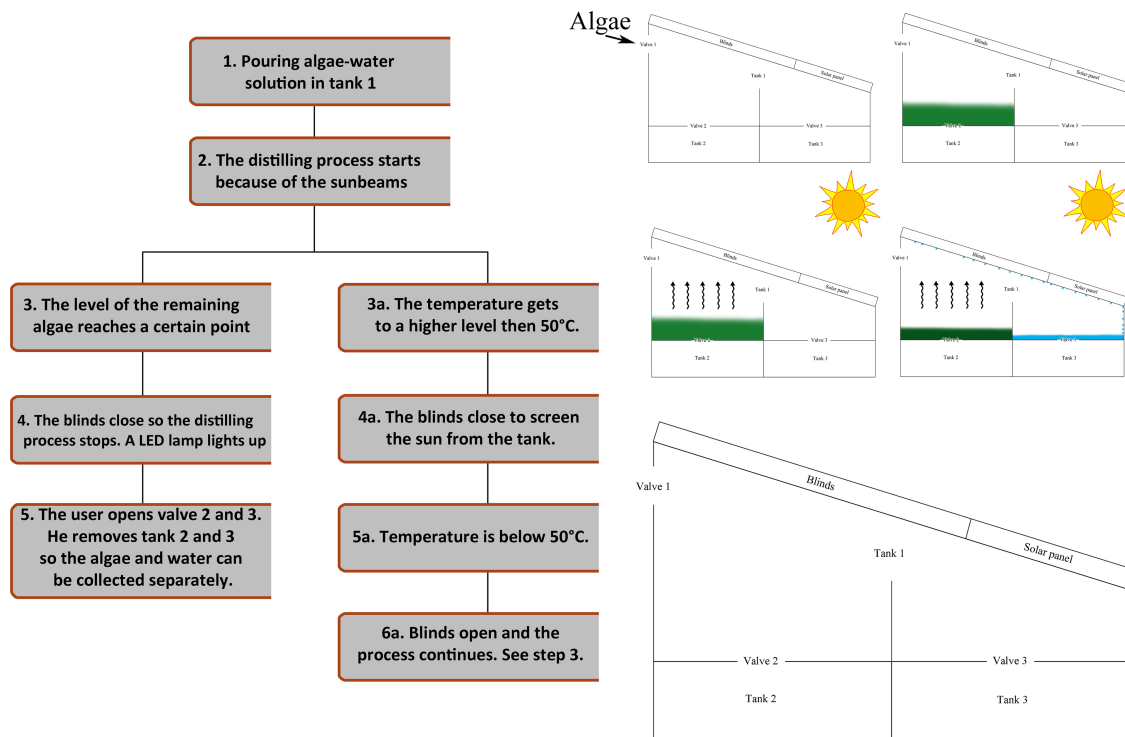 1. Pouring algae-water
solution in tank 1
2. The distilling process starts
because of the sunbeams
3. The level of the remaining
algae reaches a certain point
4. The blinds close so the distilling
process stops. A LED lamp lights up
5. The user opens valve 2 and 3.
He removes tank 2 and 3
so the algae and water can
be collected separately.
3a. The temperature gets
to a higher level then 50°C.
4a. The blinds close to screen
the sun from the tank.
5a. Temperature is below 50°C.
6a. Blinds open and the
process continues. See step 3.
Algae
Valve 1
Blinds
Solar panel
Tank 1
Valve 2
Valve 3
Tank 2
Tank 3
Valve 1
Blinds
Solar panel
Tank 1
Valve 2
Valve 3
Tank 2
Tank 3
Valve 1
Blinds
Solar panel
Tank 1
Valve 2
Valve 3
Tank 2
Tank 3
Valve 1
Blinds
Solar panel
Tank 1
Valve 2
Valve 3
Tank 2
Tank 3
Valve 1
Blinds
Solar panel
Tank 1
Valve 2
Valve 3
Tank 2
Tank 3